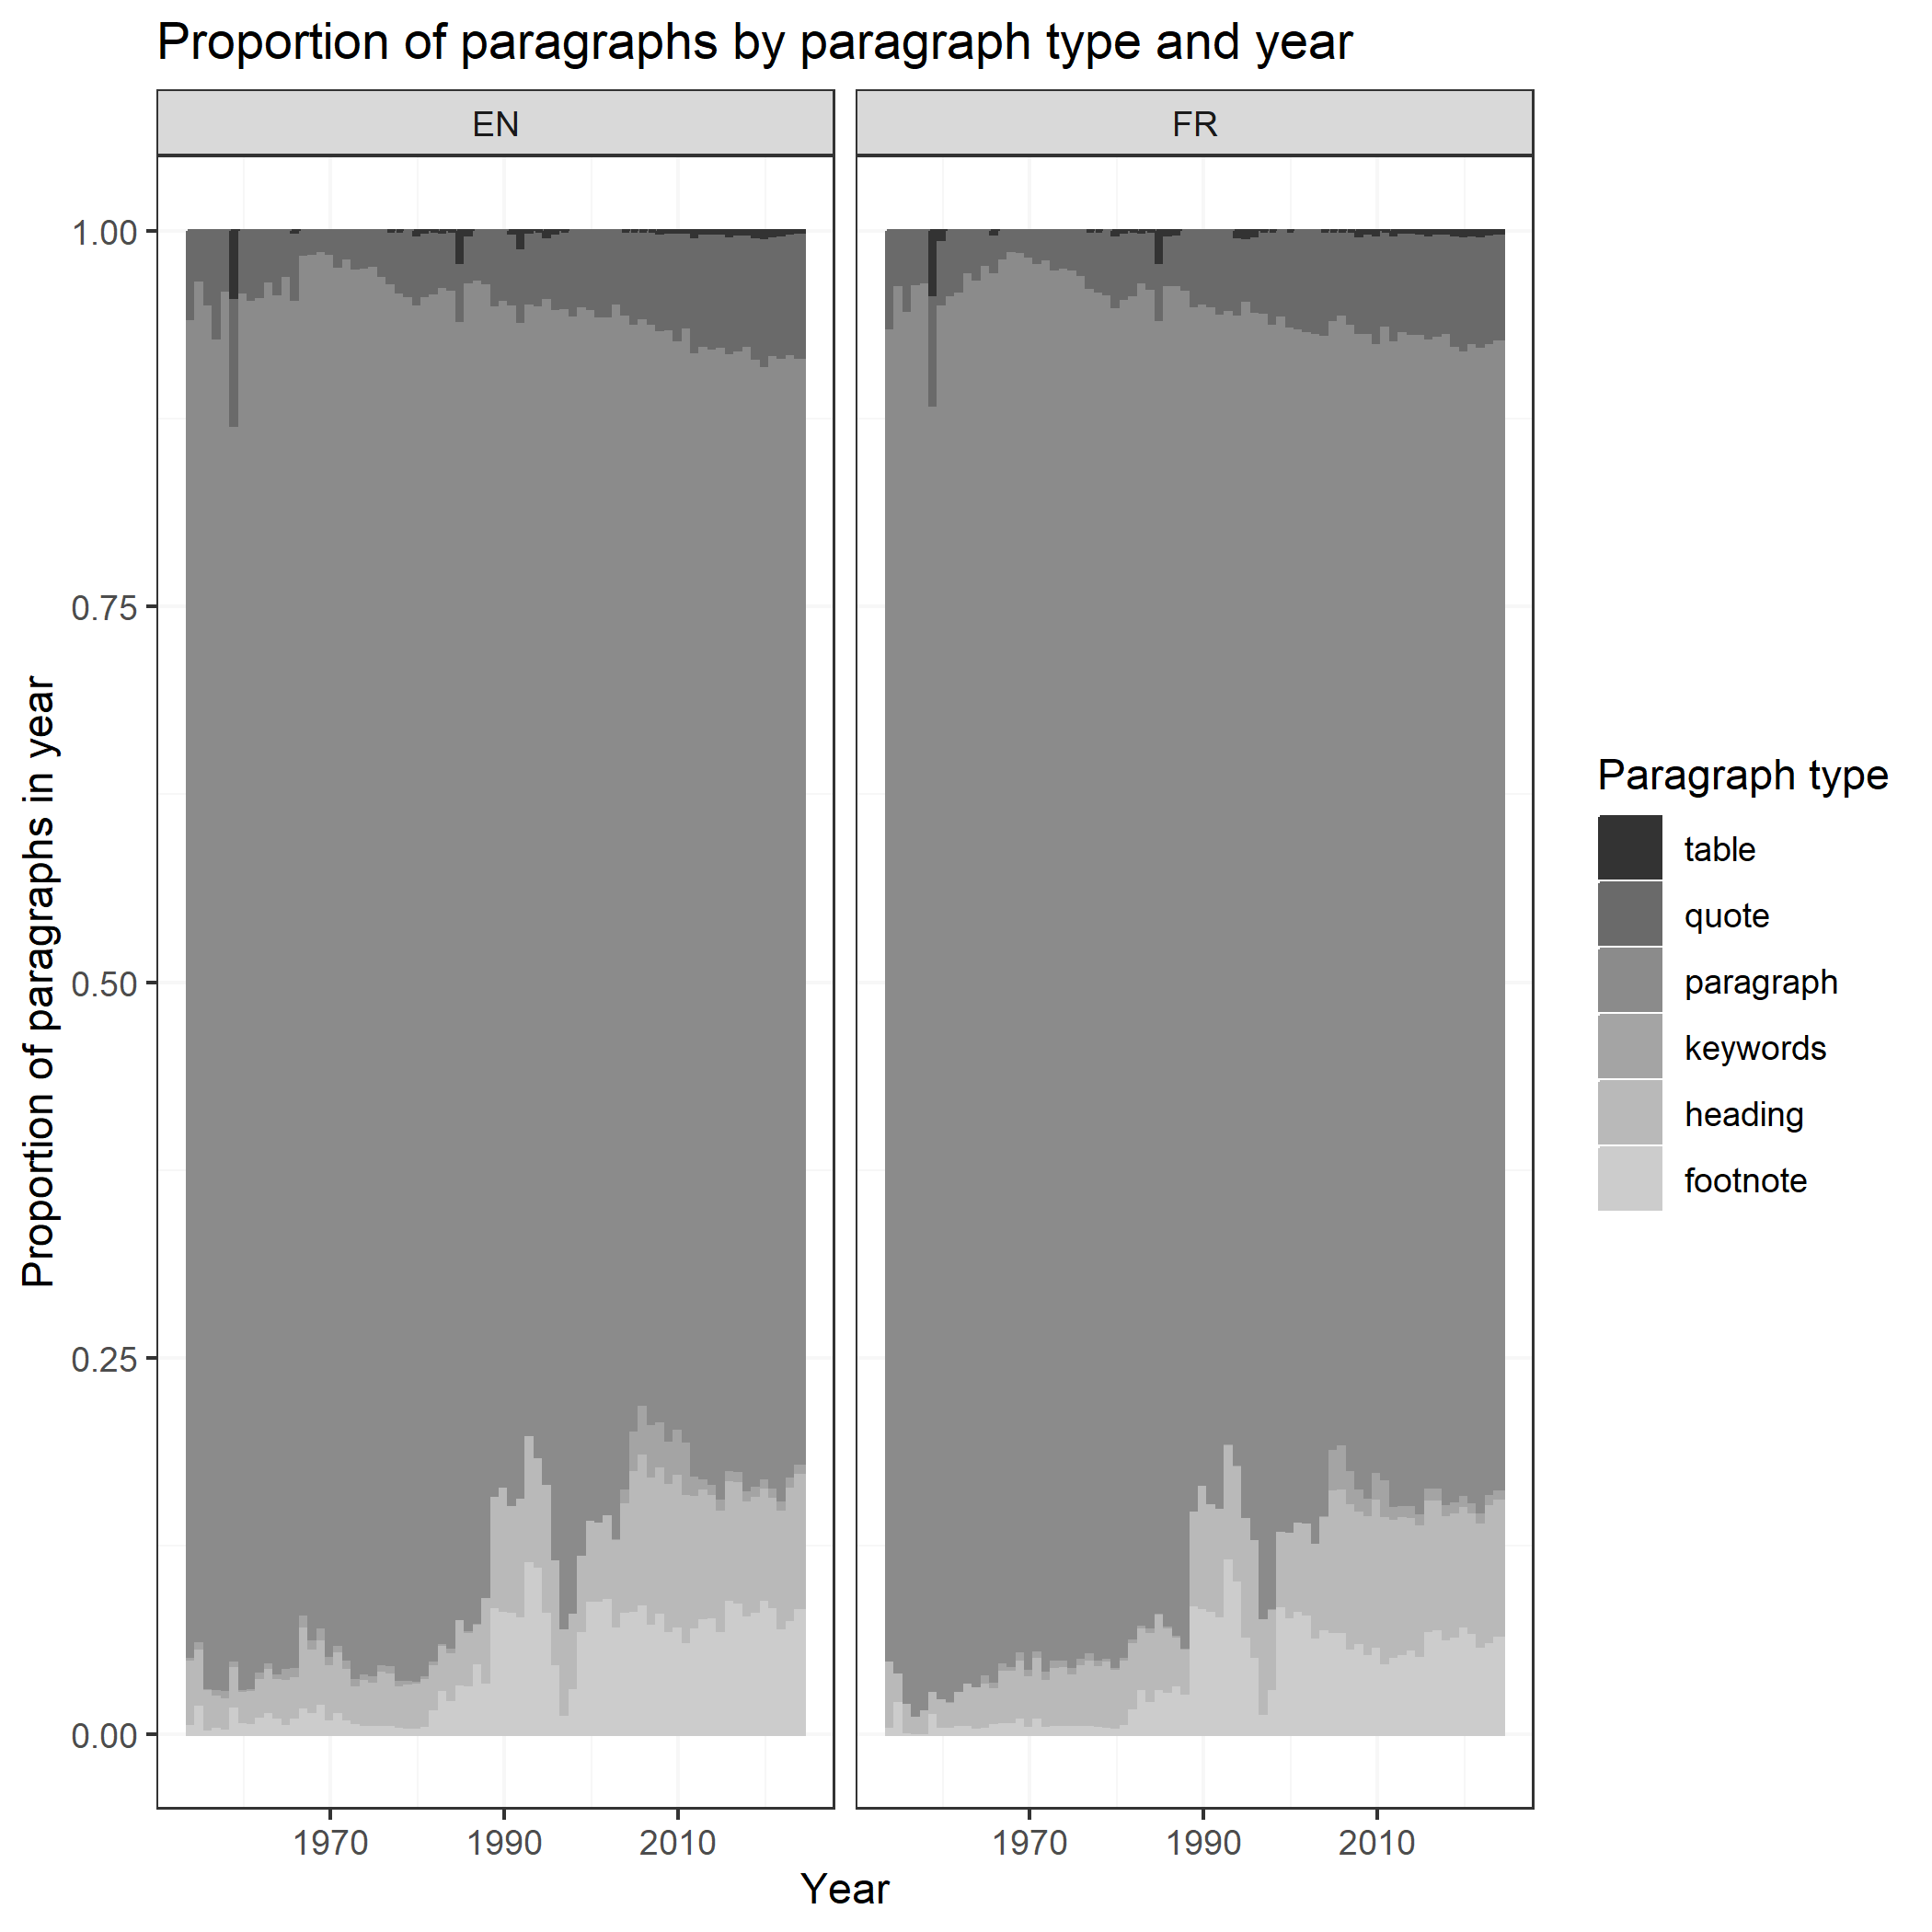 Proportion of paragraphs by paragraph type and year
EN
FR
1.00
0.75
0.50
0.25
0.00
Proportion of paragraphs in year
1970
1990
2010
1970
1990
2010
Year
Paragraph type
table
quote
paragraph
keywords
heading
footnote